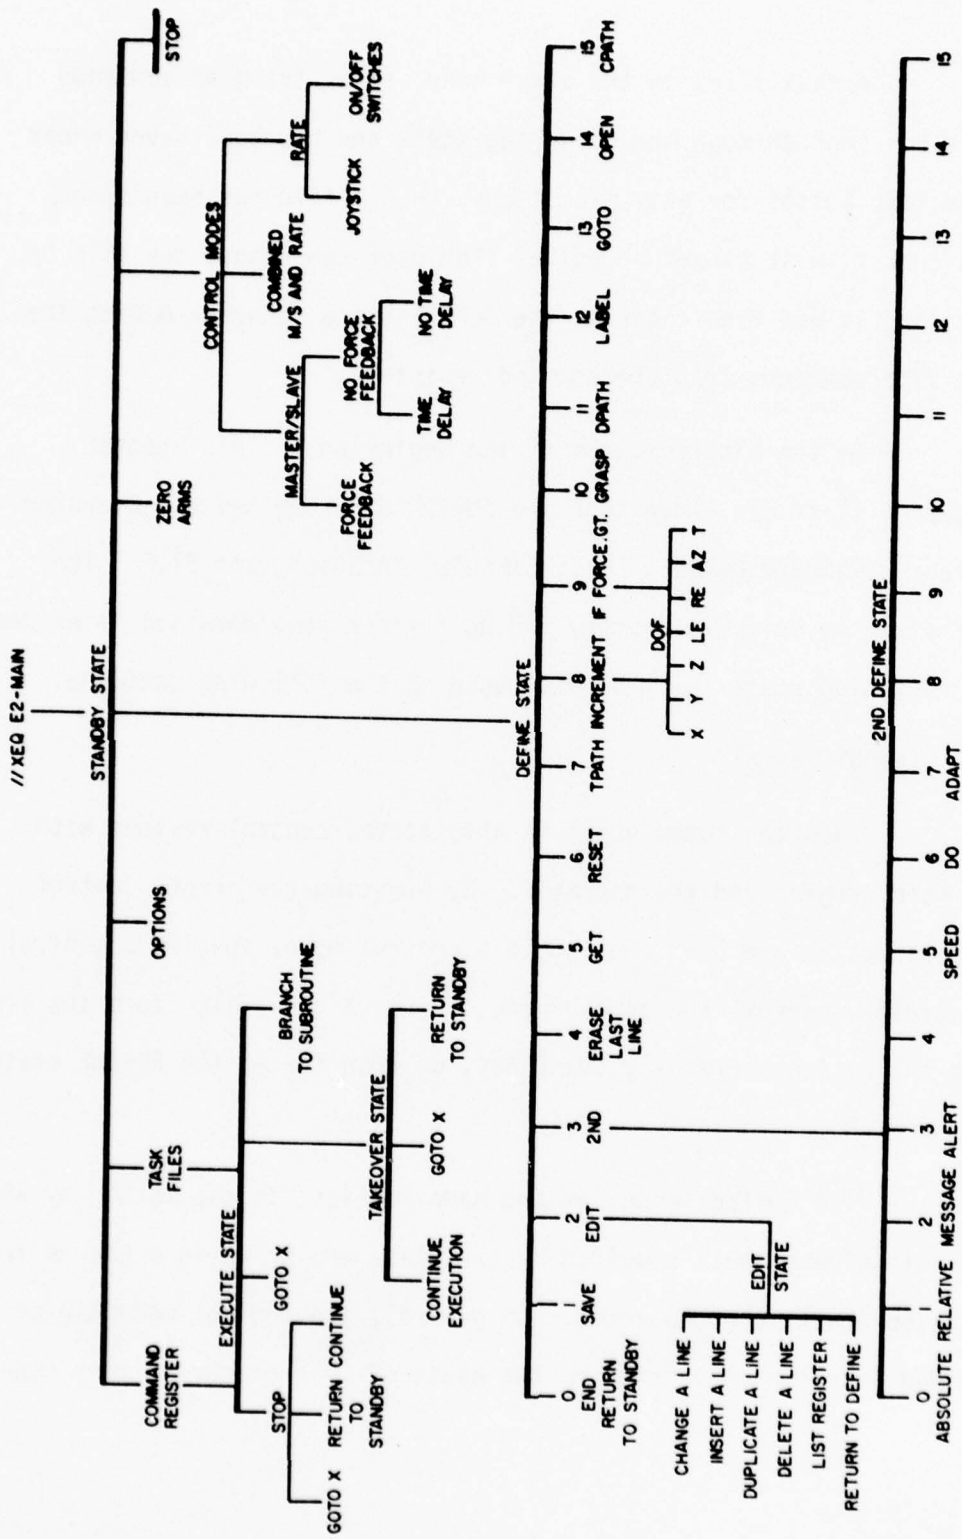 //XEQ E2-MAIN
STANDBY STATE
COMMAND REGISTER
TASK FILES
OPTIONS
ZERO ARMS
CONTROL MODES
STOP
EXECUTE STATE
STOP
GOTO X
BRANCH TO SUBROUTINE
GOTO X
RETURN TO STANDBY
CONTINUE
TAKEOVER STATE
CONTINUE EXECUTION
GOTO X
RETURN TO STANDBY
MASTER/SLAVE
COMBINED M/S AND RATE
RATE
FORCE FEEDBACK
NO FORCE FEEDBACK
TIME DELAY
NO TIME DELAY
JOYSTICK
ON/OFF SWITCHES
DEFINE STATE
0 1 2 3 4 5 6 7 8 9 10 11 12 13 14 15
END RETURN TO STANDBY
SAVE
EDIT
2ND
ERASE LAST LINE
GET
RESET
TPATH
INCREMENT
IF FORCE.GT.
GRASP
DPATH
LABEL
GOTO
OPEN
CPATH
EDIT STATE
CHANGE A LINE
INSERT A LINE
DUPLICATE A LINE
DELETE A LINE
LIST REGISTER
RETURN TO DEFINE
DOF
X Y Z LE RE AZ T
2ND DEFINE STATE
0 1 2 3 4 5 6 7 8 9 10 11 12 13 14 15
ABSOLUTE RELATIVE MESSAGE ALERT SPEED DO ADAPT